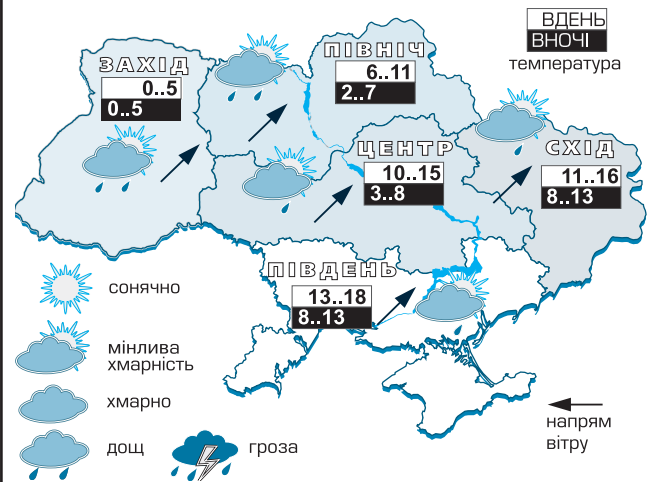 ВДЕНЬ
ВНОЧІ
температура
ПІВНІЧ
6..11
2..7
ЗАХІД
0..5
0..5
ЦЕНТР
10..15
3..8
СХІД
11..16
8..13
ПІВДЕНЬ
13..18
8..13
сонячно
мінлива
хмарність
хмарно
дощ
гроза
напрям
вітру